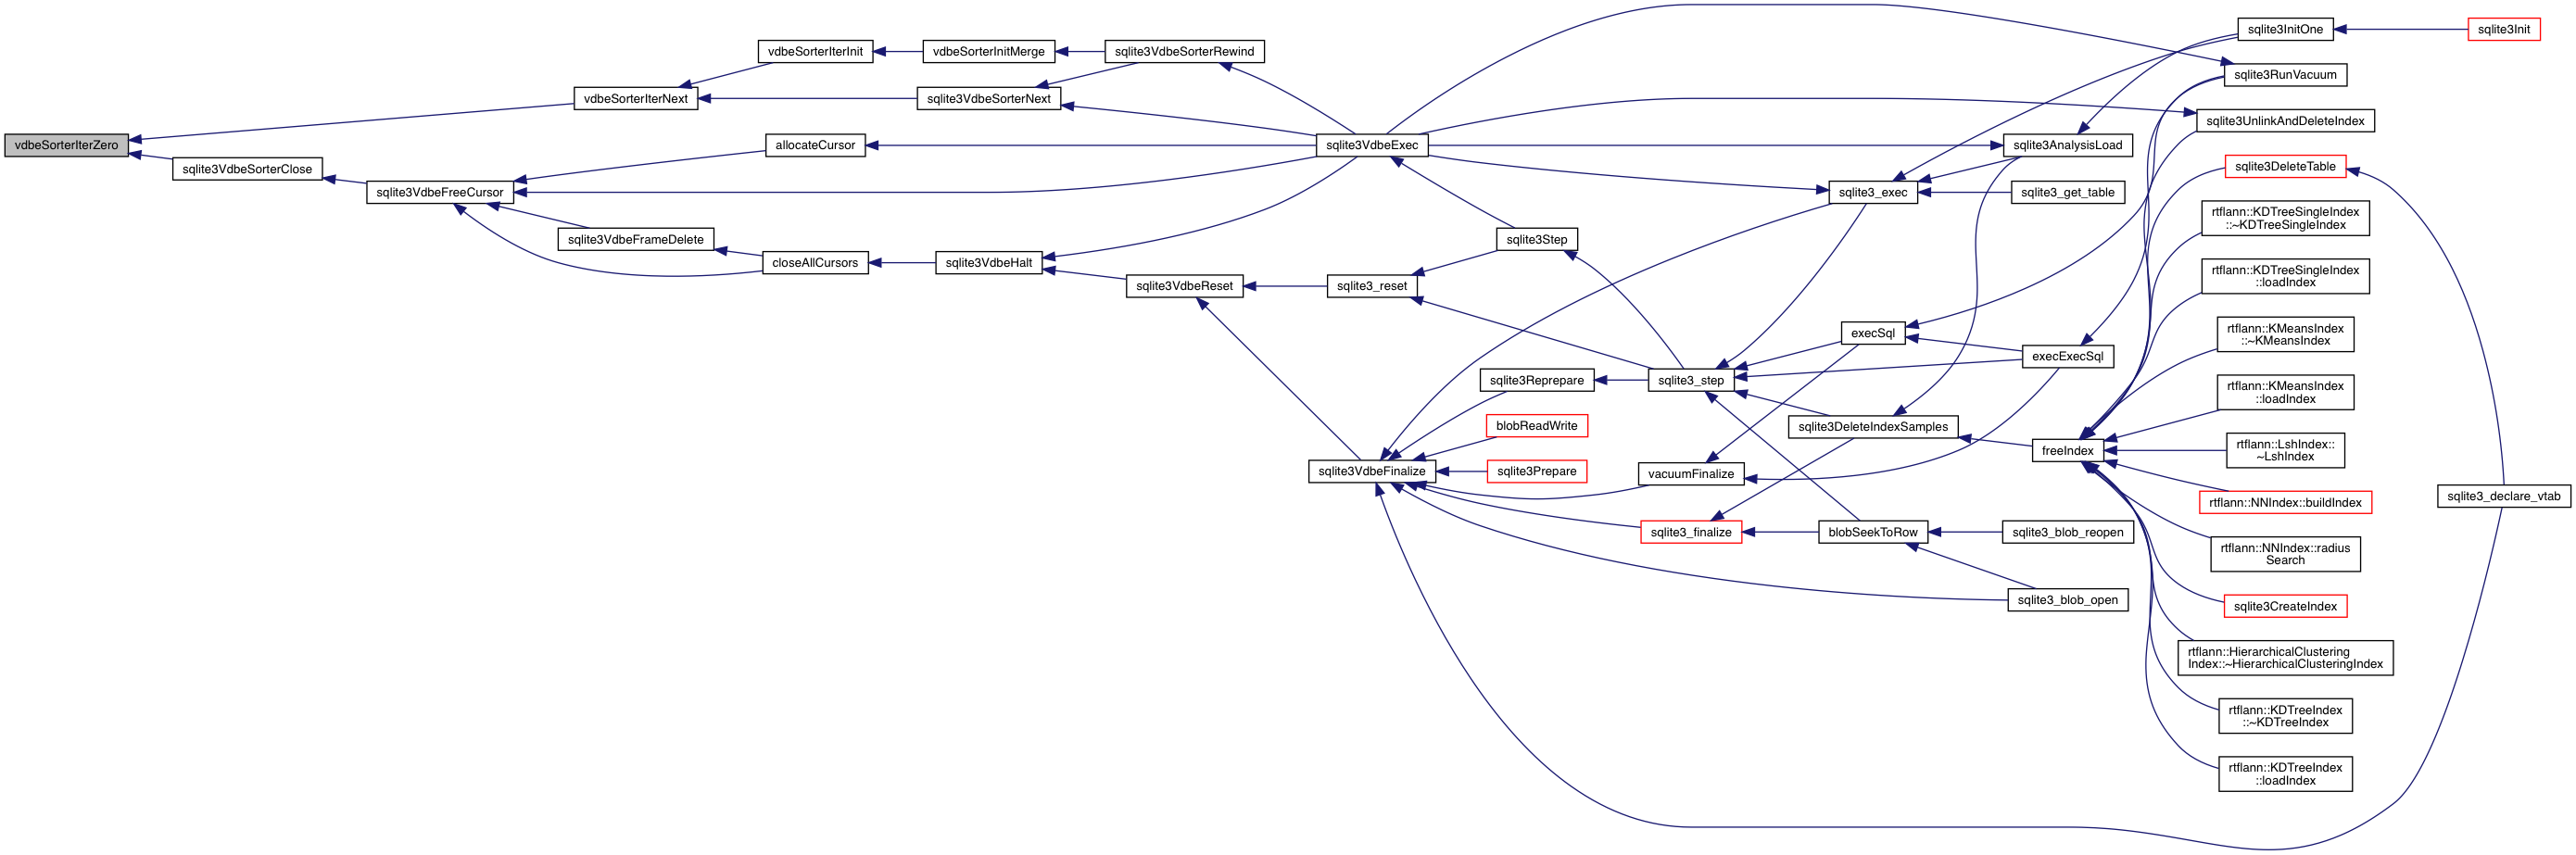 vdbeSorterIterZero
vdbeSorterIterNext
sqlite3VdbeSorterClose
vdbeSorterIterInit
vdbeSorterInitMerge
sqlite3VdbeSorterRewind
sqlite3VdbeSorterNext
sqlite3VdbeFreeCursor
allocateCursor
sqlite3VdbeFrameDelete
closeAllCursors
sqlite3VdbeHalt
sqlite3VdbeExec
sqlite3VdbeReset
sqlite3_reset
sqlite3Step
sqlite3VdbeFinalize
sqlite3Reprepare
blobReadWrite
sqlite3Prepare
sqlite3_step
vacuumFinalize
sqlite3_finalize
sqlite3_exec
execSql
sqlite3DeleteIndexSamples
blobSeekToRow
sqlite3AnalysisLoad
sqlite3_get_table
execExecSql
freeIndex
sqlite3_blob_reopen
sqlite3_blob_open
sqlite3InitOne
sqlite3Init
sqlite3RunVacuum
sqlite3UnlinkAndDeleteIndex
sqlite3DeleteTable
rtflann::KDTreeSingleIndex
::~KDTreeSingleIndex
rtflann::KDTreeSingleIndex
::loadIndex
rtflann::KMeansIndex
::~KMeansIndex
rtflann::KMeansIndex
::loadIndex
rtflann::LshIndex::
~LshIndex
rtflann::NNIndex::buildIndex
rtflann::NNIndex::radius
Search
sqlite3CreateIndex
rtflann::HierarchicalClustering
Index::~HierarchicalClusteringIndex
rtflann::KDTreeIndex
::~KDTreeIndex
rtflann::KDTreeIndex
::loadIndex
sqlite3_declare_vtab